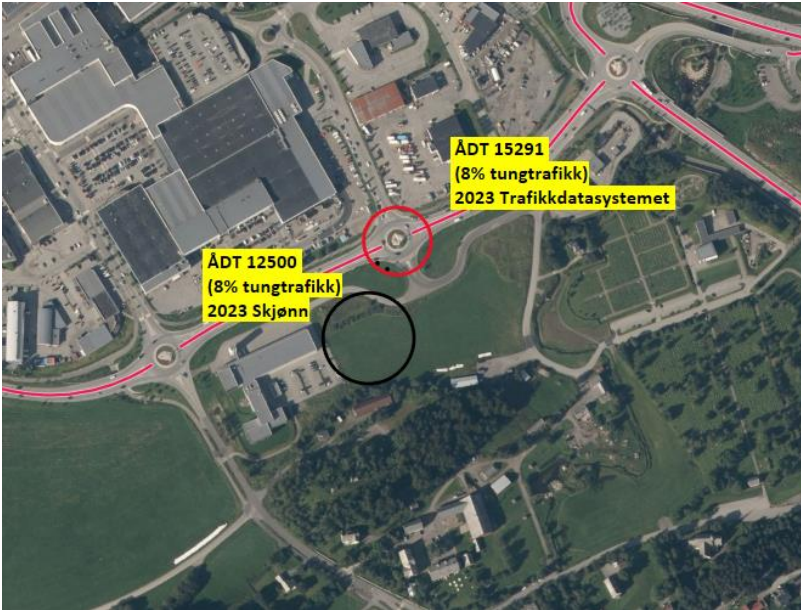 ÅDT 15291
(8% tungtrafikk)
2023 Trafikkdatasystemet
ÅDT 12500
(8% tungtrafikk)
2023 Skjønn